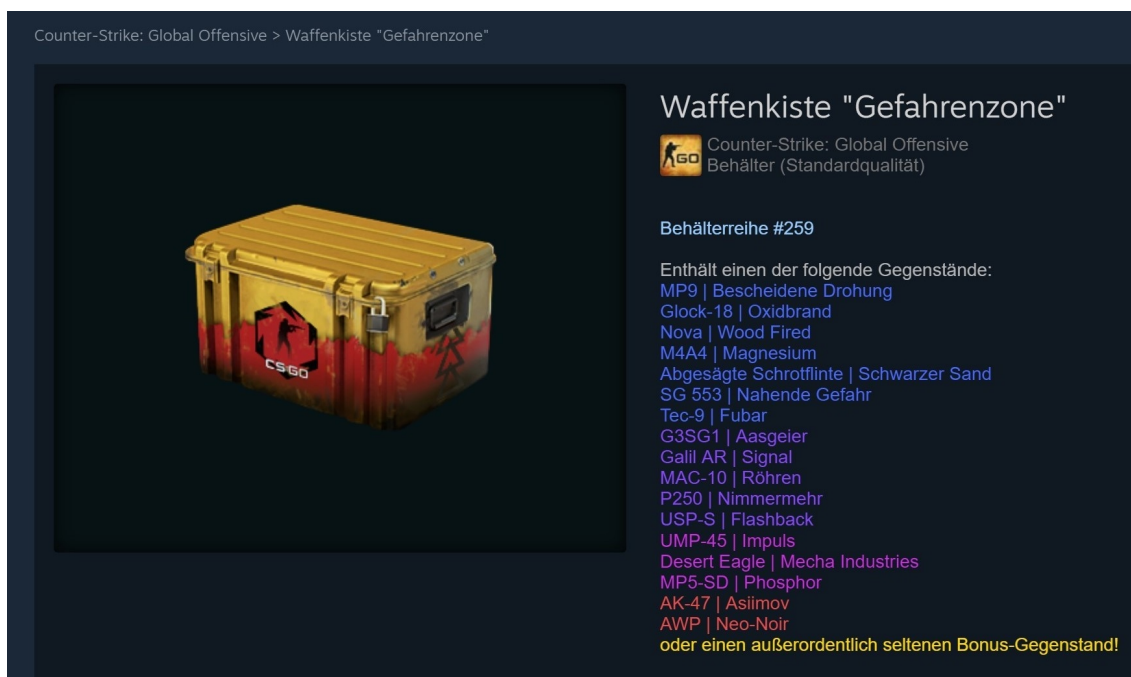 Counter-Strike: Global Offensive > Waffenkiste "Gefahrenzone"
Waffenkiste "Gefahrenzone"
GO
Counter-Strike: Global Offensive
Behälter (Standardqualität)
Behälterreihe #259
Enthält einen der folgende Gegenstände:
MP9 | Bescheidene Drohung
Glock-18 | Oxidbrand
Nova | Wood Fired
M4A4 | Magnesium
Abgesägte Schrotflinte | Schwarzer Sand
SG 553 | Nahende Gefahr
Tec-9 | Fubar
G3SG1 | Aasgeier
Galil AR | Signal
MAC-10 | Röhren
P250 | Nimmermehr
USP-S | Flashback
UMP-45 | Impuls
Desert Eagle | Mecha Industries
MP5-SD | Phosphor
AK-47 | Asiimov
AWP | Neo-Noir
oder einen außerordentlich seltenen Bonus-Gegenstand!
CS:GO